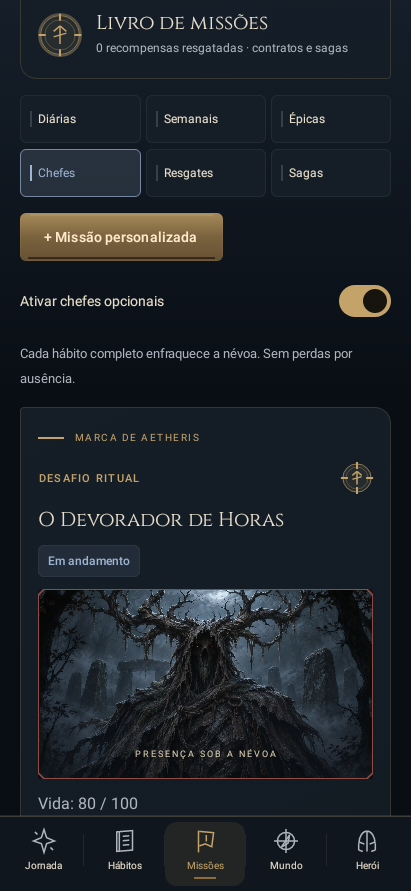 Livro de missões
0 recompensas resgatadas · contratos e sagas
Diárias
Semanais
Épicas
Chefes
Resgates
Sagas
+ Missão personalizada
Ativar chefes opcionais
Cada hábito completo enfraquece a névoa. Sem perdas por
ausência.
MARCA DE AETHERIS
DESAFIO RITUAL
O Devorador de Horas
Em andamento
PRESENÇA SOB A NÉVOA
Vida: 80 / 100
Jornada
Hábitos
Missões
Mundo
Herói